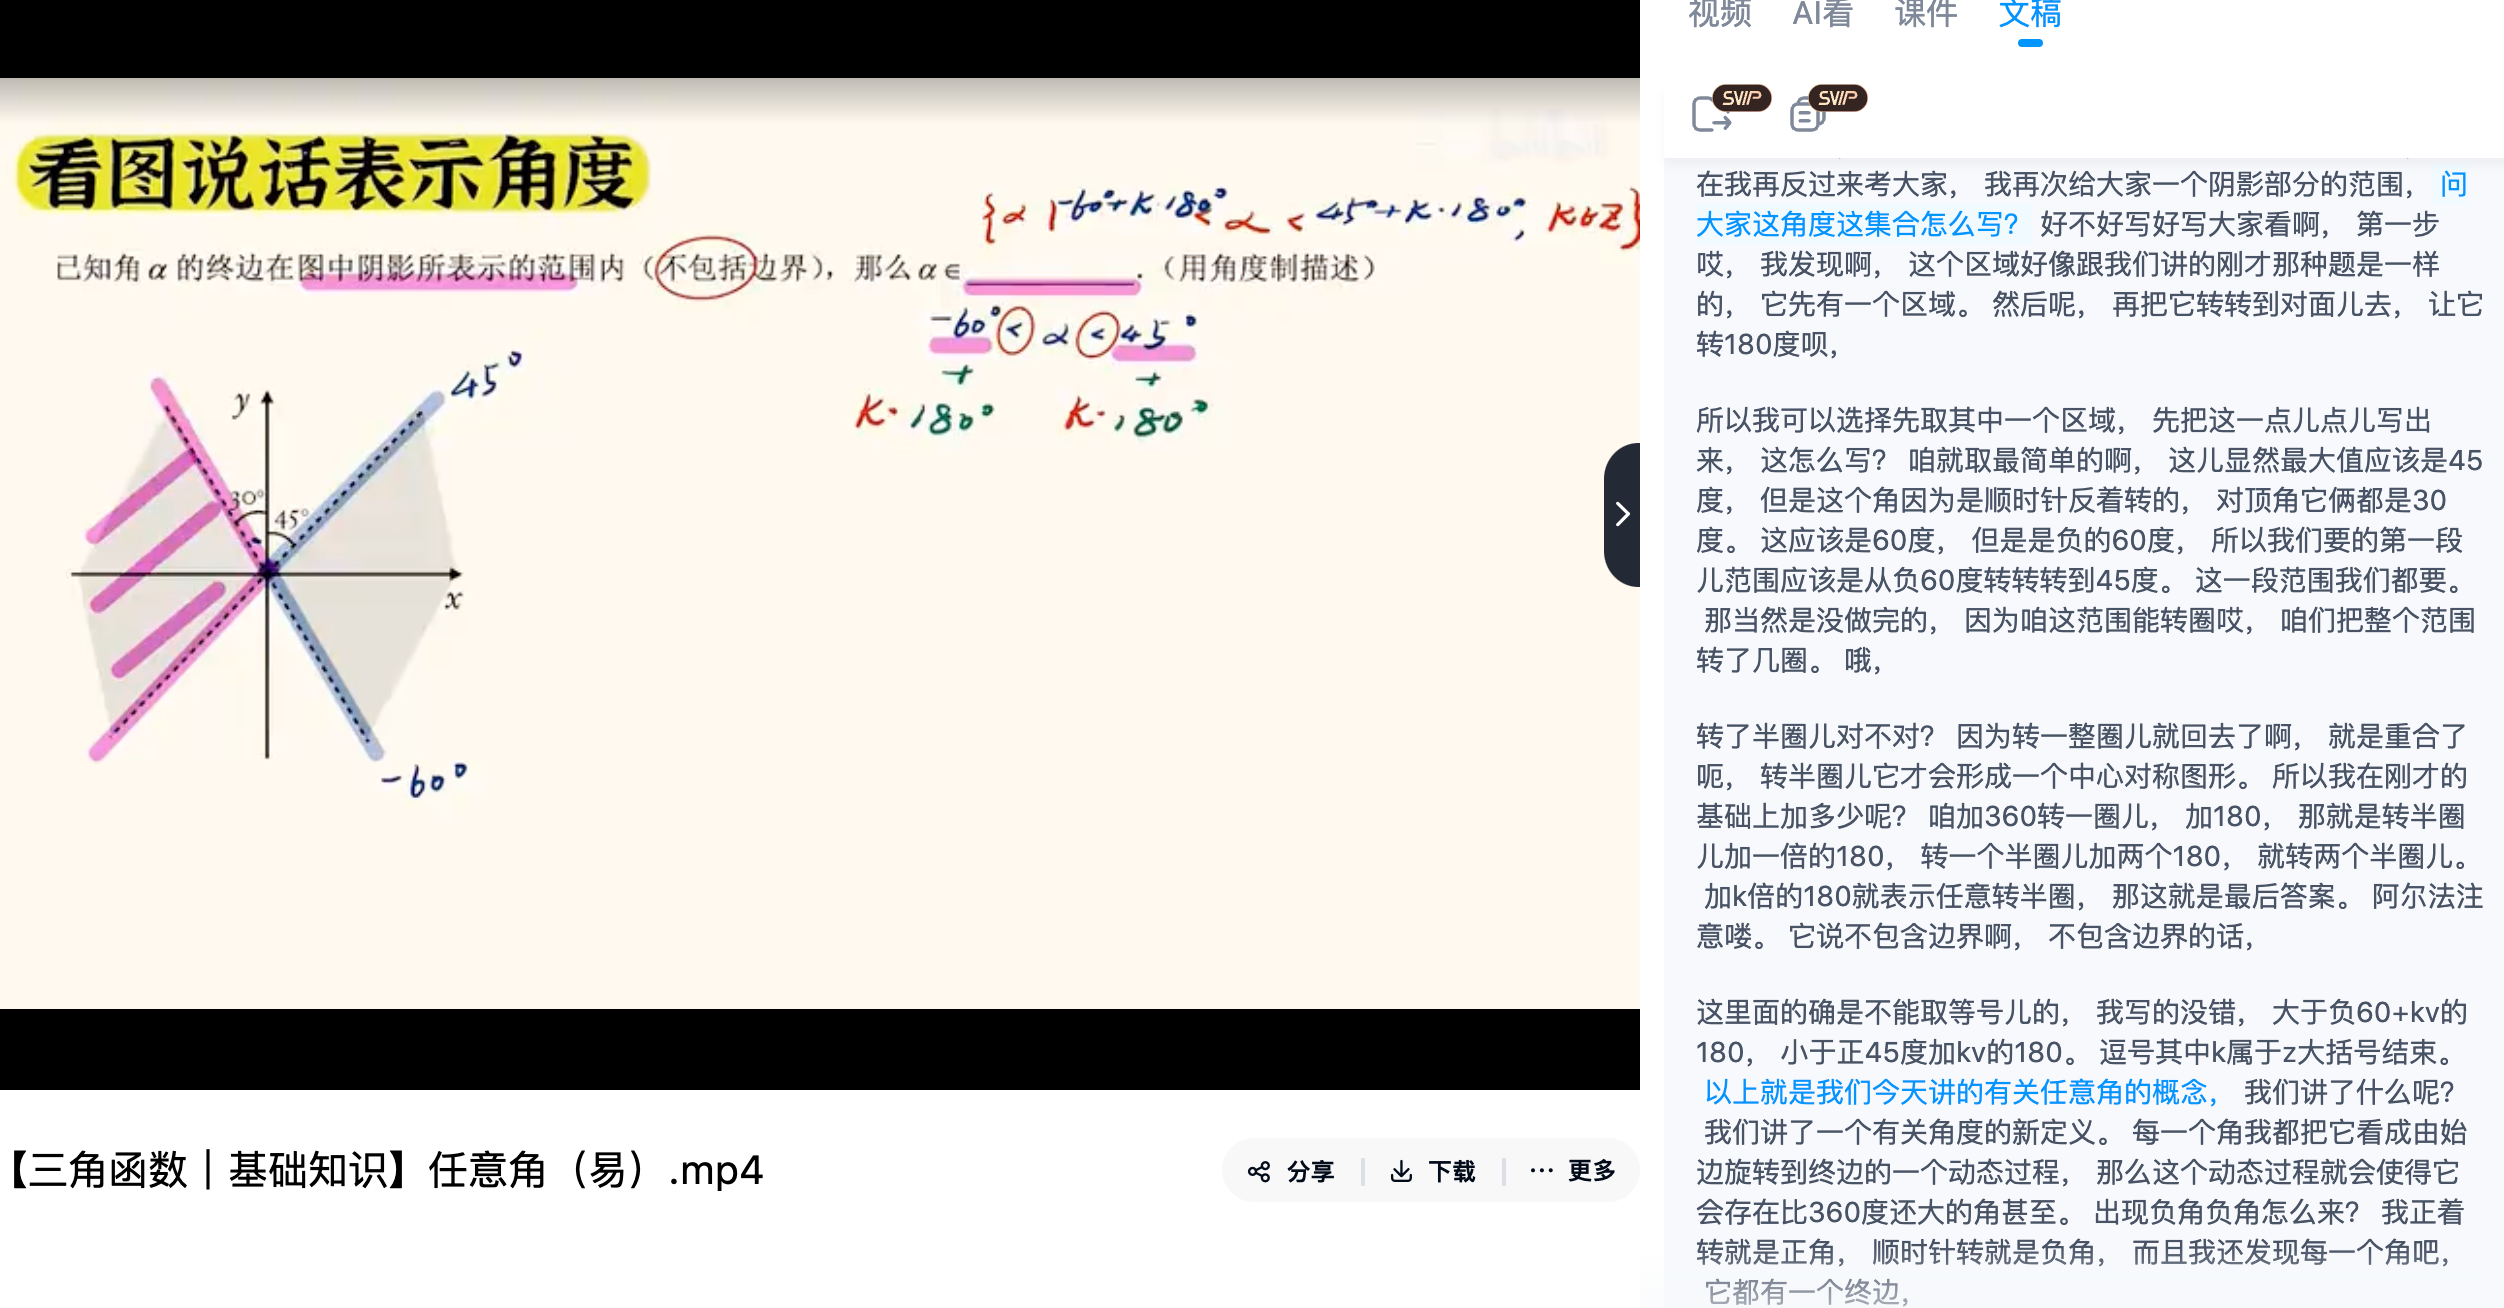 看图说话表示角度
{α |-60°+K·180°< α < 45°+K·180°, K∈Z}
已知角 α 的终边在图中阴影所表示的范围内（不包括边界），那么 α∈________.（用角度制描述）
-60°< α <45°
+ +
K·180° K·180°
45°
y
30°
45°
x
-60°
【三角函数｜基础知识】任意角（易）.mp4
分享 下载 ··· 更多
视频 AI看 课件 文稿
SVIP SVIP
在我再反过来考大家， 我再次给大家一个阴影部分的范围， 问
大家这角度这集合怎么写? 好不好写好写大家看啊， 第一步
哎， 我发现啊， 这个区域好像跟我们讲的刚才那种题是一样
的， 它先有一个区域。 然后呢， 再把它转转到对面儿去， 让它
转180度呗，
所以我可以选择先取其中一个区域， 先把这一点儿点儿写出
来， 这怎么写? 咱就取最简单的啊， 这儿显然最大值应该是45
度， 但是这个角因为是顺时针反着转的， 对顶角它俩都是30
度。 这应该是60度， 但是是负的60度， 所以我们要的第一段
儿范围应该是从负60度转转转到45度。 这一段范围我们都要。
那当然是没做完的， 因为咱这范围能转圈哎， 咱们把整个范围
转了几圈。 哦，
转了半圈儿对不对? 因为转一整圈儿就回去了啊， 就是重合了
呃， 转半圈儿它才会形成一个中心对称图形。 所以我在刚才的
基础上加多少呢? 咱加360转一圈儿， 加180， 那就是转半圈
儿加一倍的180， 转一个半圈儿加两个180， 就转两个半圈儿。
加k倍的180就表示任意转半圈， 那这就是最后答案。 阿尔法注
意喽。 它说不包含边界啊， 不包含边界的话，
这里面的确是不能取等号儿的， 我写的没错， 大于负60+kv的
180， 小于正45度加kv的180。 逗号其中k属于z大括号结束。
以上就是我们今天讲的有关任意角的概念， 我们讲了什么呢?
我们讲了一个有关角度的新定义。 每一个角我都把它看成由始
边旋转到终边的一个动态过程， 那么这个动态过程就会使得它
会存在比360度还大的角甚至。 出现负角负角怎么来? 我正着
转就是正角， 顺时针转就是负角， 而且我还发现每一个角吧，
它都有一个终边，